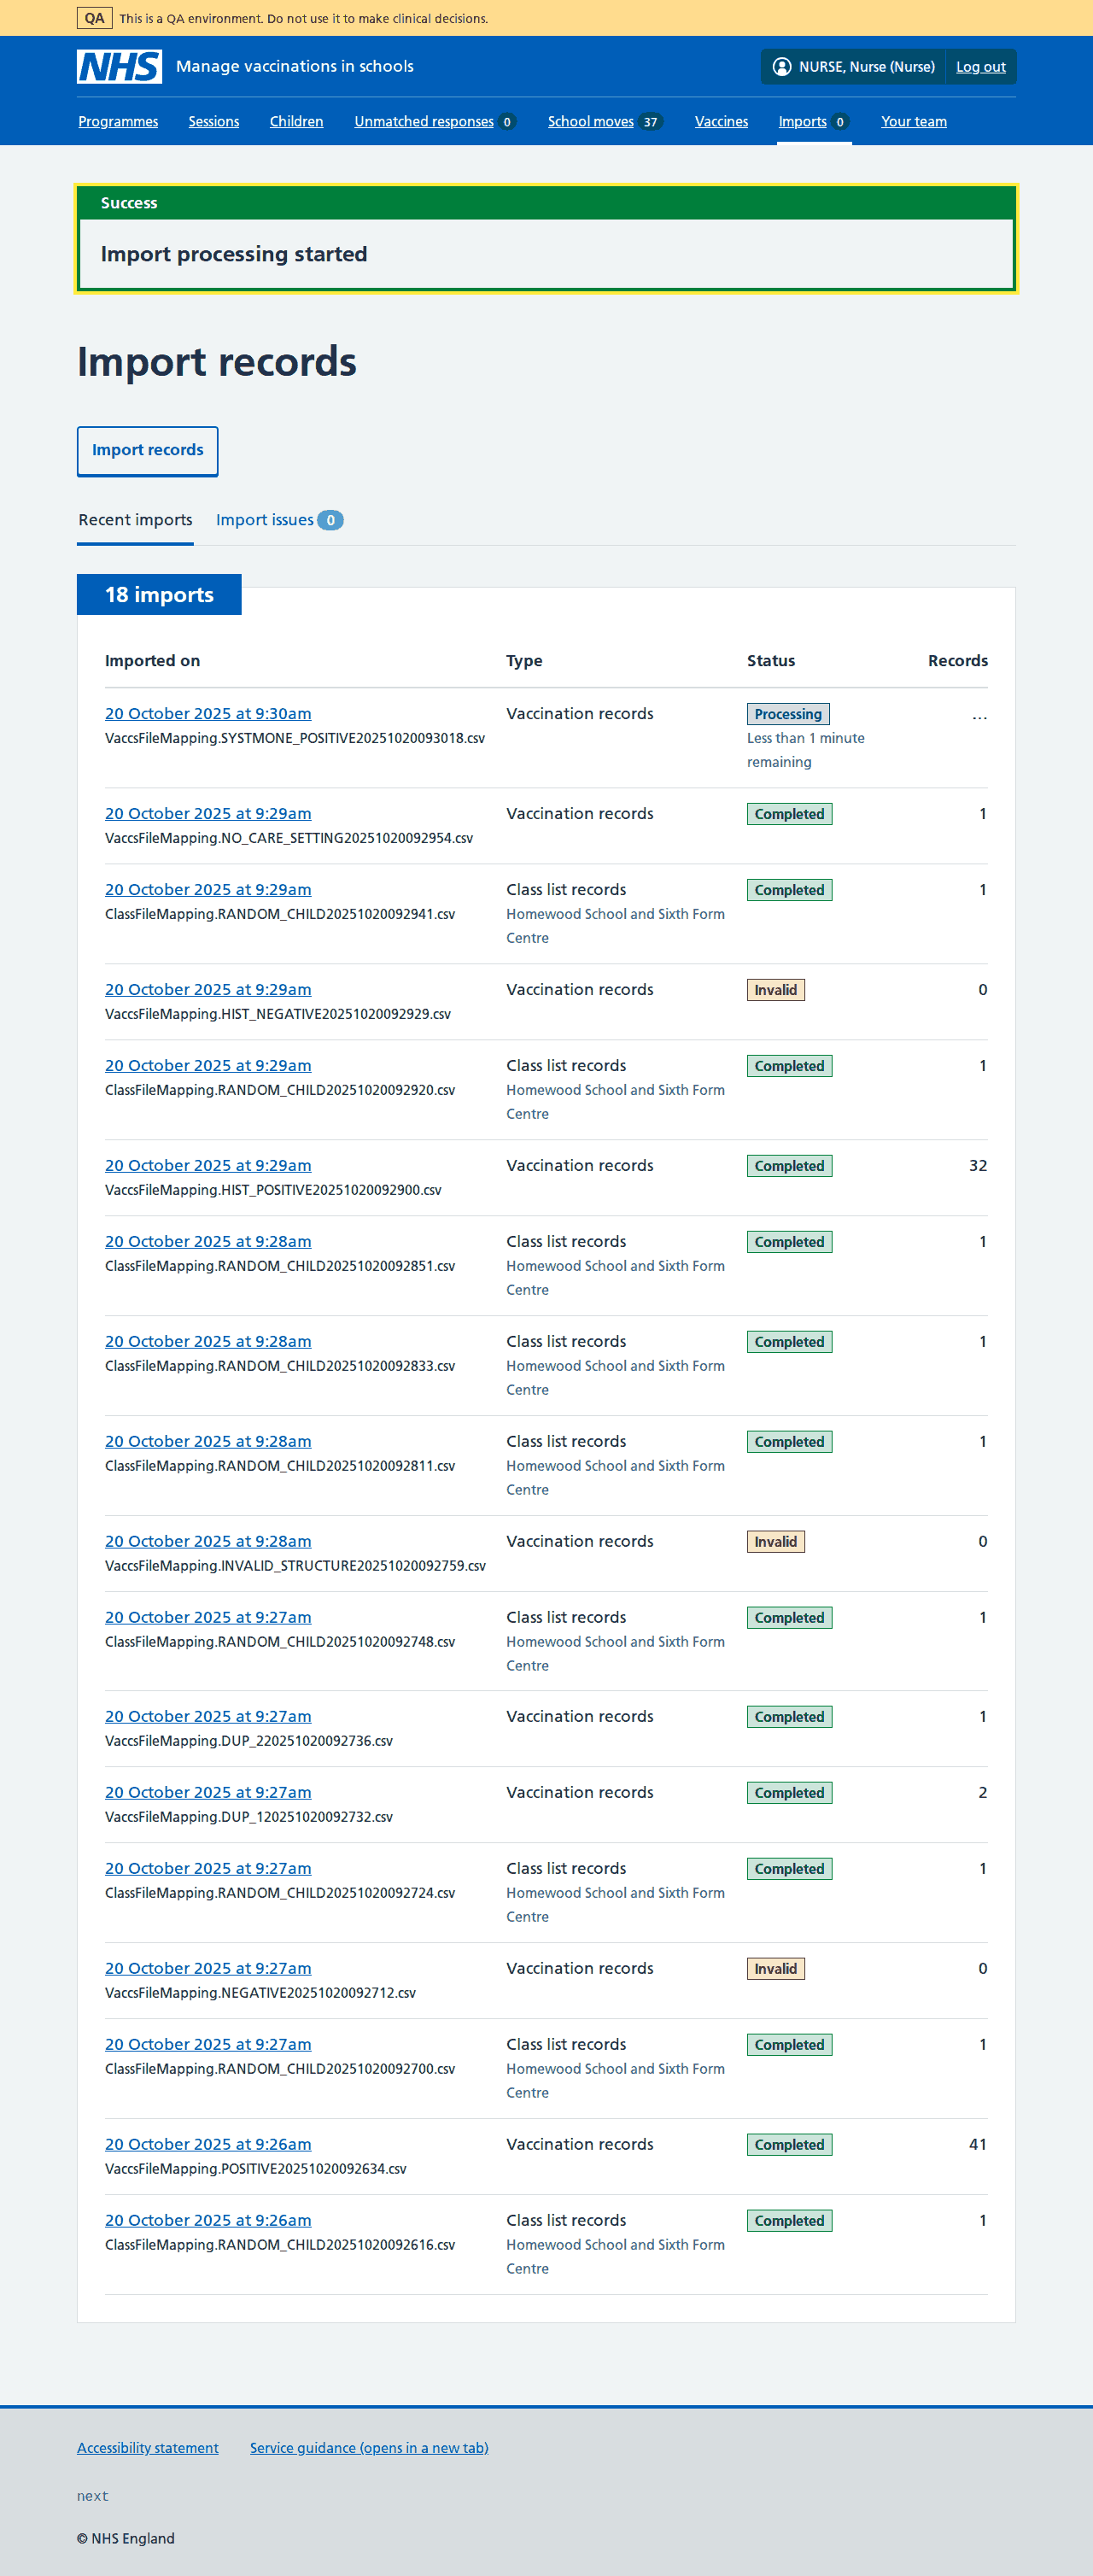 QA This is a QA environment. Do not use it to make clinical decisions.
NHS Manage vaccinations in schools NURSE, Nurse (Nurse) Log out
Programmes Sessions Children Unmatched responses 0 School moves 37 Vaccines Imports 0 Your team
Success
Import processing started
Import records
Import records
Recent imports Import issues 0
18 imports
Imported on Type Status Records
20 October 2025 at 9:30am Vaccination records Processing ...
VaccsFileMapping.SYSTMONE_POSITIVE20251020093018.csv Less than 1 minute
remaining
20 October 2025 at 9:29am Vaccination records Completed 1
VaccsFileMapping.NO_CARE_SETTING20251020092954.csv
20 October 2025 at 9:29am Class list records Completed 1
ClassFileMapping.RANDOM_CHILD20251020092941.csv Homewood School and Sixth Form
Centre
20 October 2025 at 9:29am Vaccination records Invalid 0
VaccsFileMapping.HIST_NEGATIVE20251020092929.csv
20 October 2025 at 9:29am Class list records Completed 1
ClassFileMapping.RANDOM_CHILD20251020092920.csv Homewood School and Sixth Form
Centre
20 October 2025 at 9:29am Vaccination records Completed 32
VaccsFileMapping.HIST_POSITIVE20251020092900.csv
20 October 2025 at 9:28am Class list records Completed 1
ClassFileMapping.RANDOM_CHILD20251020092851.csv Homewood School and Sixth Form
Centre
20 October 2025 at 9:28am Class list records Completed 1
ClassFileMapping.RANDOM_CHILD20251020092833.csv Homewood School and Sixth Form
Centre
20 October 2025 at 9:28am Class list records Completed 1
ClassFileMapping.RANDOM_CHILD20251020092811.csv Homewood School and Sixth Form
Centre
20 October 2025 at 9:28am Vaccination records Invalid 0
VaccsFileMapping.INVALID_STRUCTURE20251020092759.csv
20 October 2025 at 9:27am Class list records Completed 1
ClassFileMapping.RANDOM_CHILD20251020092748.csv Homewood School and Sixth Form
Centre
20 October 2025 at 9:27am Vaccination records Completed 1
VaccsFileMapping.DUP_220251020092736.csv
20 October 2025 at 9:27am Vaccination records Completed 2
VaccsFileMapping.DUP_120251020092732.csv
20 October 2025 at 9:27am Class list records Completed 1
ClassFileMapping.RANDOM_CHILD20251020092724.csv Homewood School and Sixth Form
Centre
20 October 2025 at 9:27am Vaccination records Invalid 0
VaccsFileMapping.NEGATIVE20251020092712.csv
20 October 2025 at 9:27am Class list records Completed 1
ClassFileMapping.RANDOM_CHILD20251020092700.csv Homewood School and Sixth Form
Centre
20 October 2025 at 9:26am Vaccination records Completed 41
VaccsFileMapping.POSITIVE20251020092634.csv
20 October 2025 at 9:26am Class list records Completed 1
ClassFileMapping.RANDOM_CHILD20251020092616.csv Homewood School and Sixth Form
Centre
Accessibility statement Service guidance (opens in a new tab)
next
© NHS England